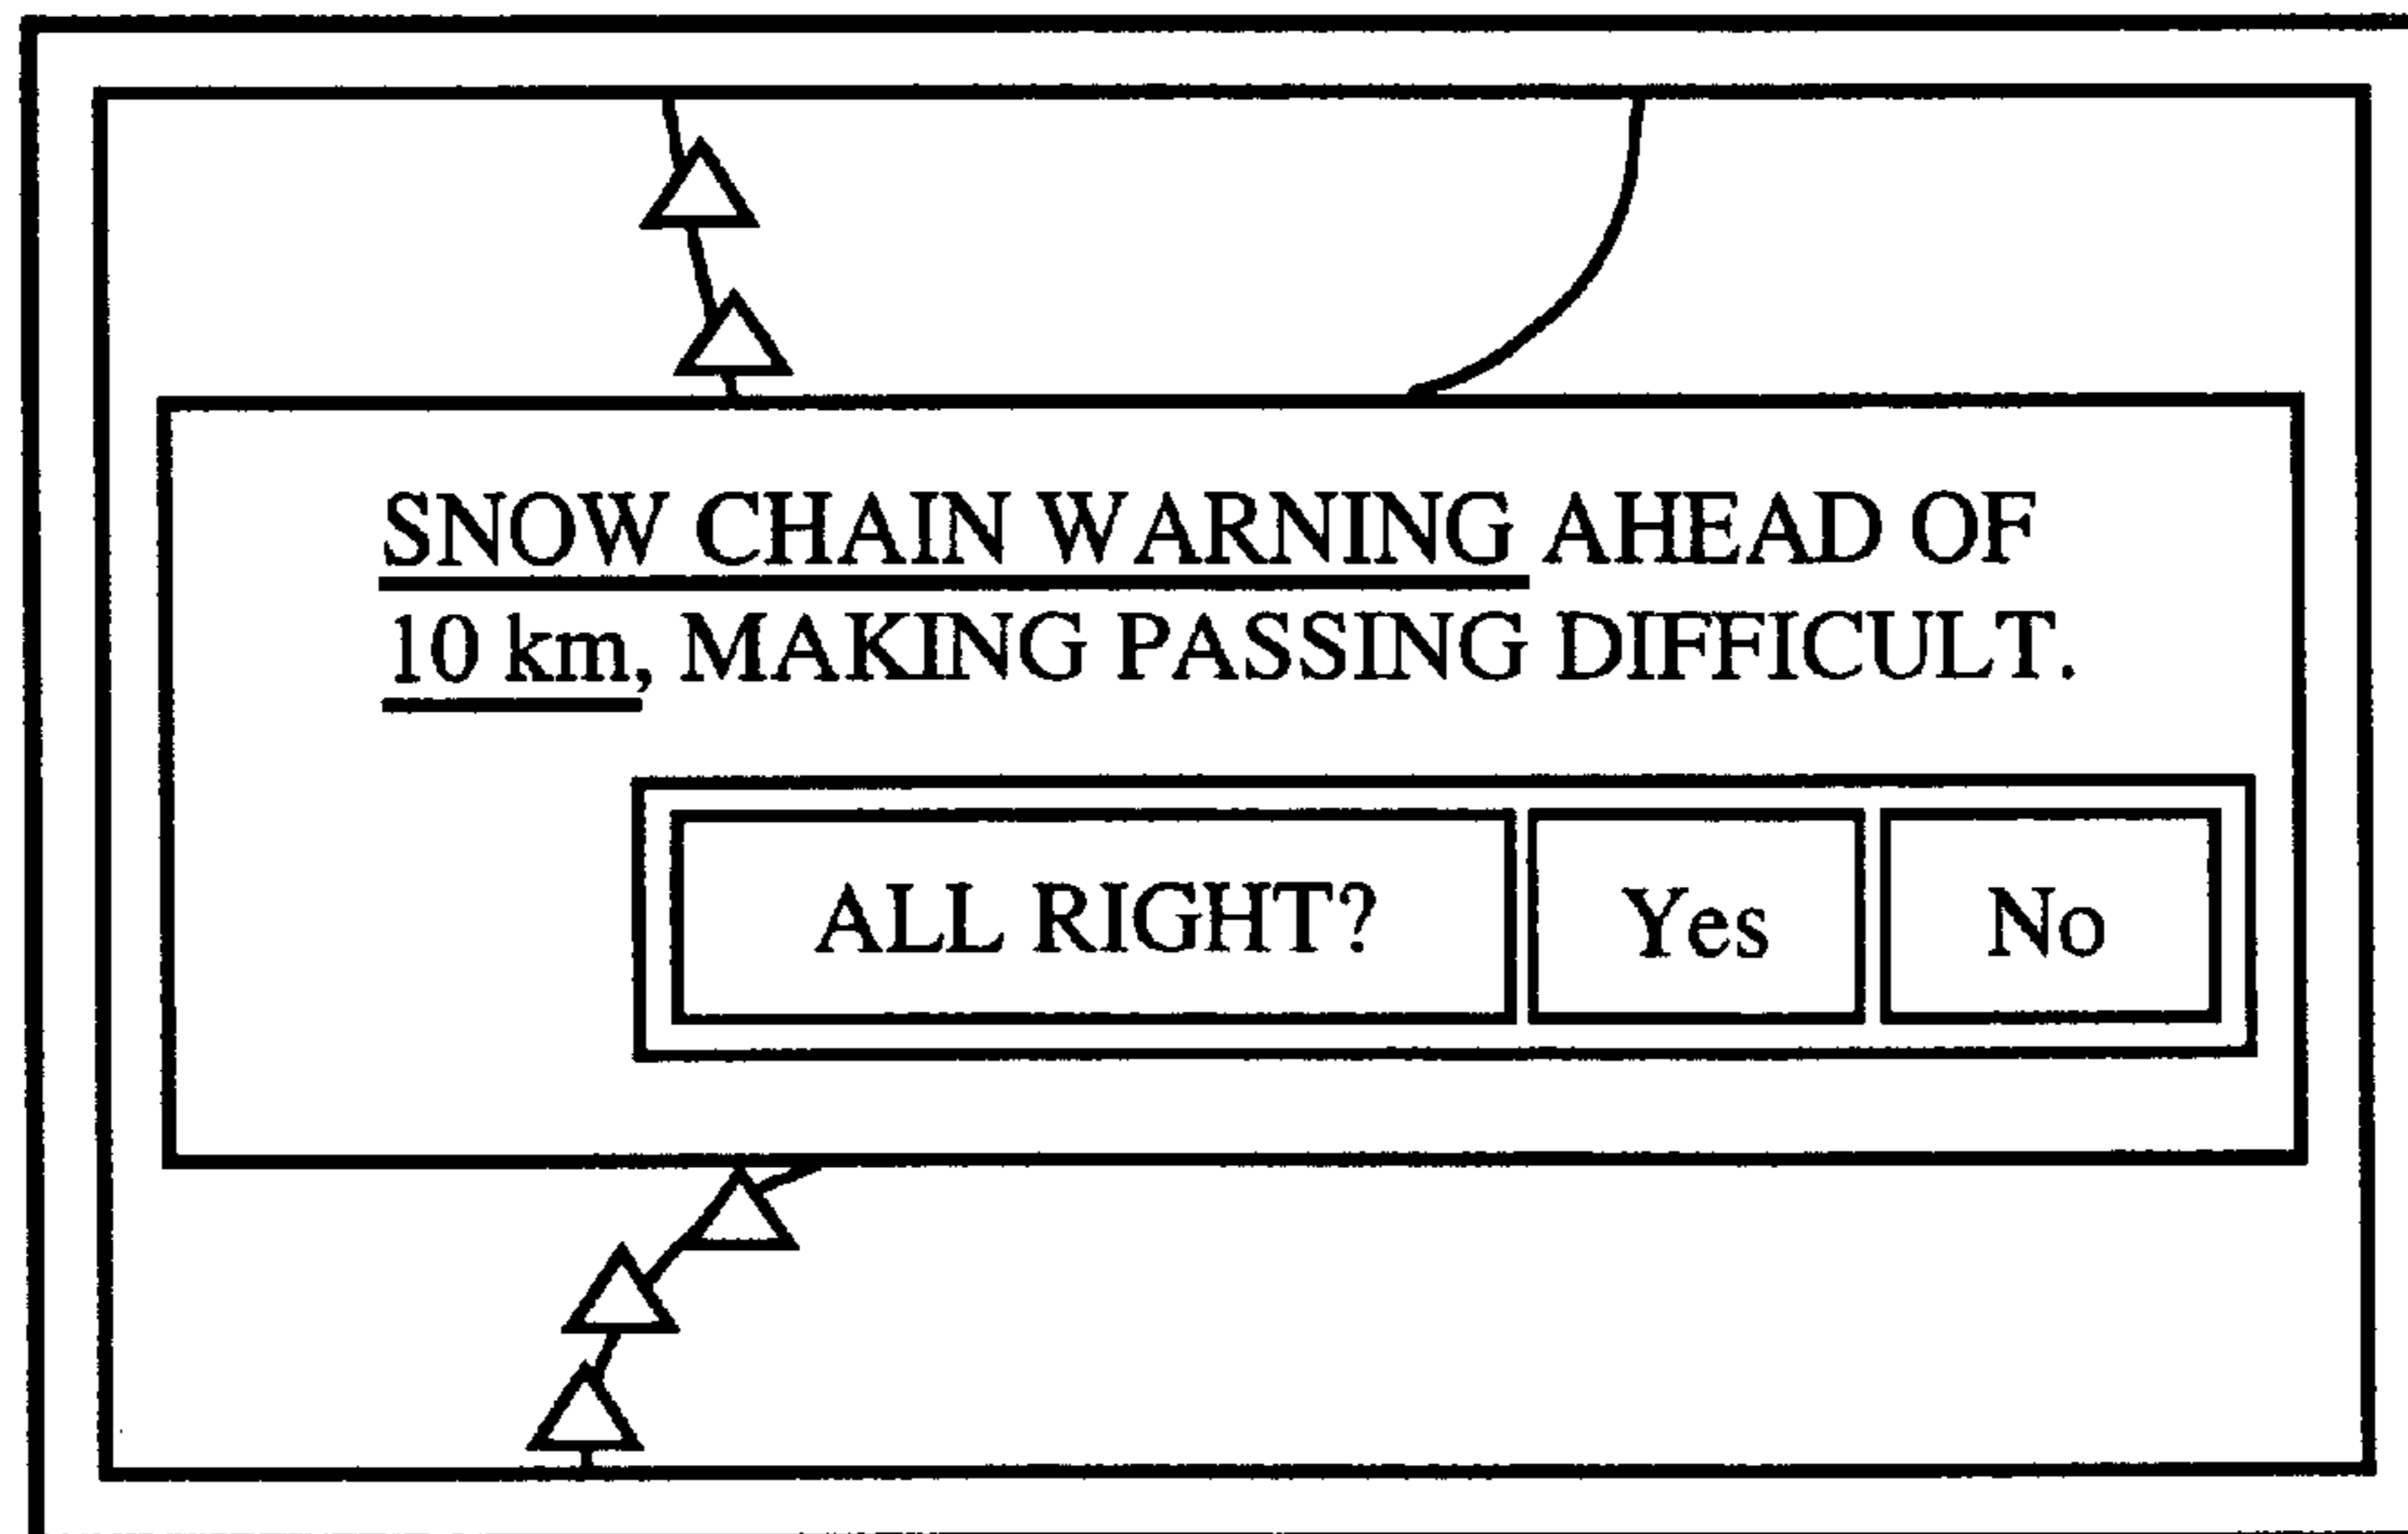 SNOW CHAIN WARNING AHEAD OF
10 km, MAKING PASSING DIFFICULT.
ALL RIGHT? Yes No